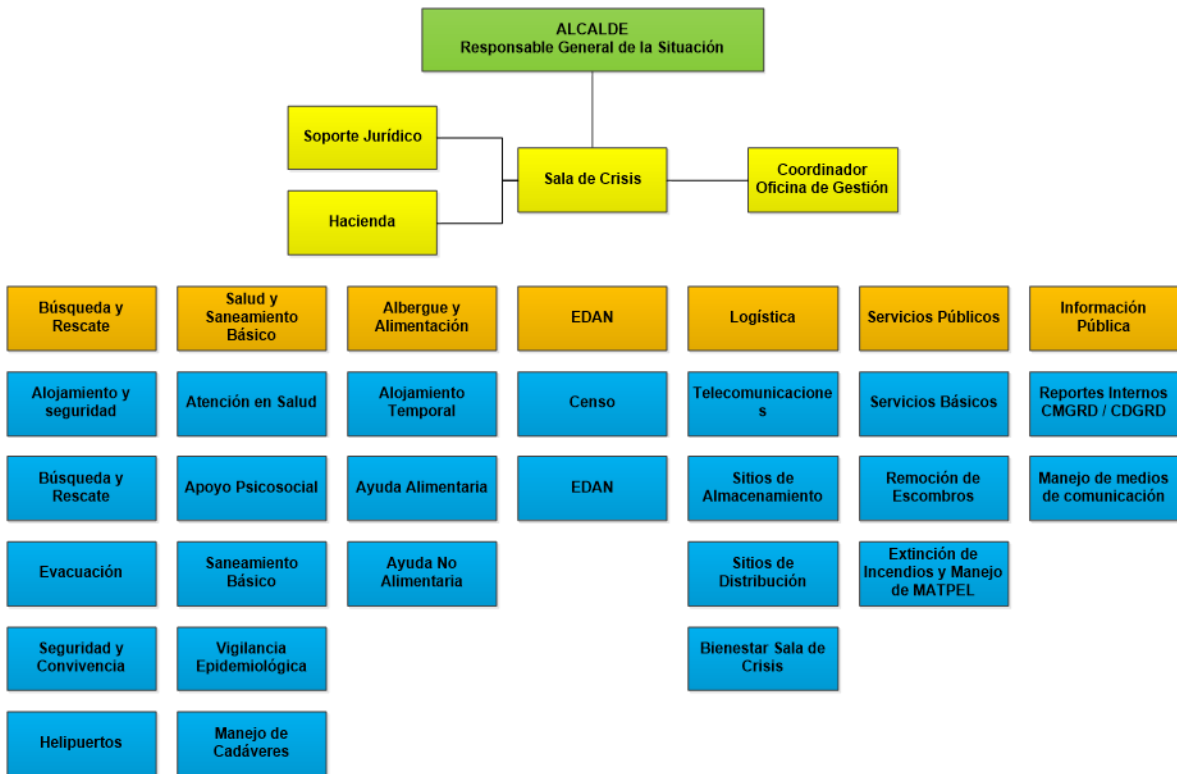 ALCALDE
Responsable General de la Situación
Soporte Jurídico
Sala de Crisis
Coordinador
Oficina de Gestión
Hacienda
Búsqueda y
Rescate
Salud y
Saneamiento
Básico
Albergue y
Alimentación
EDAN
Logística
Servicios Públicos
Información
Pública
Alojamiento y
seguridad
Atención en Salud
Alojamiento
Temporal
Censo
Telecomunicacione
s
Servicios Básicos
Reportes Internos
CMGRD / CDGRD
Búsqueda y
Rescate
Apoyo Psicosocial
Ayuda Alimentaria
EDAN
Sitios de
Almacenamiento
Remoción de
Escombros
Manejo de medios
de comunicación
Evacuación
Saneamiento
Básico
Ayuda No
Alimentaria
Sitios de
Distribución
Extinción de
Incendios y Manejo
de MATPEL
Seguridad y
Convivencia
Vigilancia
Epidemiológica
Bienestar Sala de
Crisis
Helipuertos
Manejo de
Cadáveres